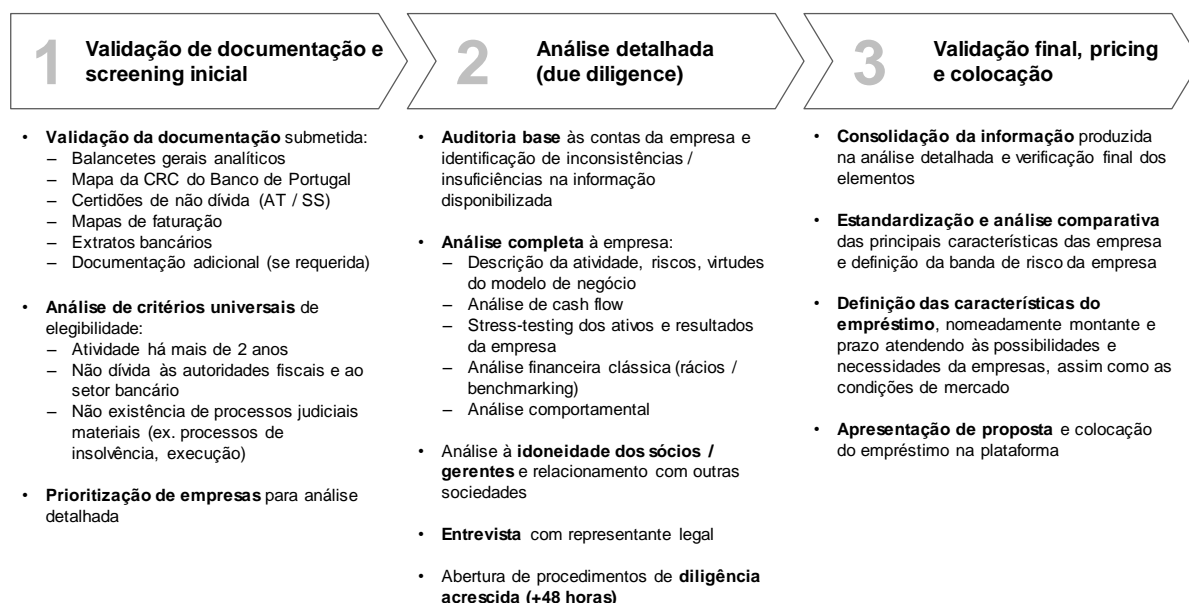 1
Validação de documentação e
screening inicial
• Validação da documentação submetida:
– Balancetes gerais analíticos
– Mapa da CRC do Banco de Portugal
– Certidões de não dívida (AT / SS)
– Mapas de faturação
– Extratos bancários
– Documentação adicional (se requerida)
• Análise de critérios universais de
elegibilidade:
– Atividade há mais de 2 anos
– Não dívida às autoridades fiscais e ao
setor bancário
– Não existência de processos judiciais
materiais (ex. processos de
insolvência, execução)
• Prioritização de empresas para análise
detalhada
2
Análise detalhada
(due diligence)
• Auditoria base às contas da empresa e
identificação de inconsistências /
insuficiências na informação
disponibilizada
• Análise completa à empresa:
– Descrição da atividade, riscos, virtudes
do modelo de negócio
– Análise de cash flow
– Stress-testing dos ativos e resultados
da empresa
– Análise financeira clássica (rácios /
benchmarking)
– Análise comportamental
• Análise à idoneidade dos sócios /
gerentes e relacionamento com outras
sociedades
• Entrevista com representante legal
• Abertura de procedimentos de diligência
acrescida (+48 horas)
3
Validação final, pricing
e colocação
• Consolidação da informação produzida
na análise detalhada e verificação final dos
elementos
• Estandardização e análise comparativa
das principais características das empresa
e definição da banda de risco da empresa
• Definição das características do
empréstimo, nomeadamente montante e
prazo atendendo às possibilidades e
necessidades da empresas, assim como as
condições de mercado
• Apresentação de proposta e colocação
do empréstimo na plataforma